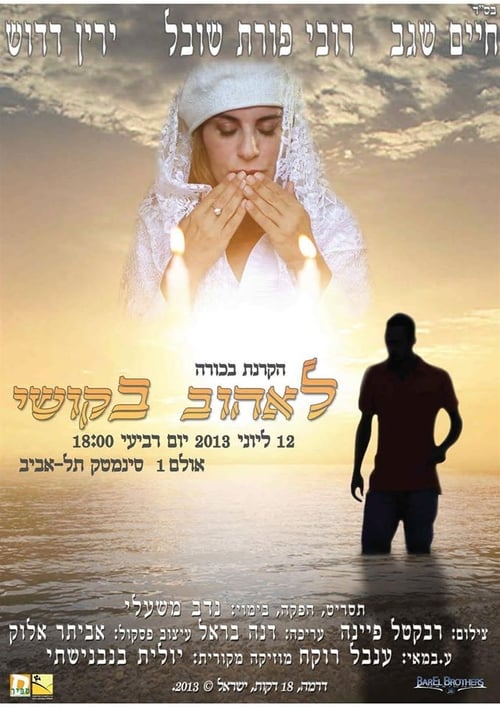 בס"ד
חיים שגב רובי פורת שובל ירין דדוש
הקרנת בכורה
לאהוב בקושי
12 ליוני 2013 יום רביעי 18:00
אולם 1 סינמטק תל-אביב
תסריט, הפקה, בימוי: נדב משעלי
צילום: רבקטל פיינה עריכה: דנה בראל עיצוב פסקול: אביתר אלוק
ע.במאי: ענבל רוקח מוזיקה מקורית: יולית בנבנישתי
דרמה, 18 דקות, ישראל © 2013.
BAREL BROTHERS